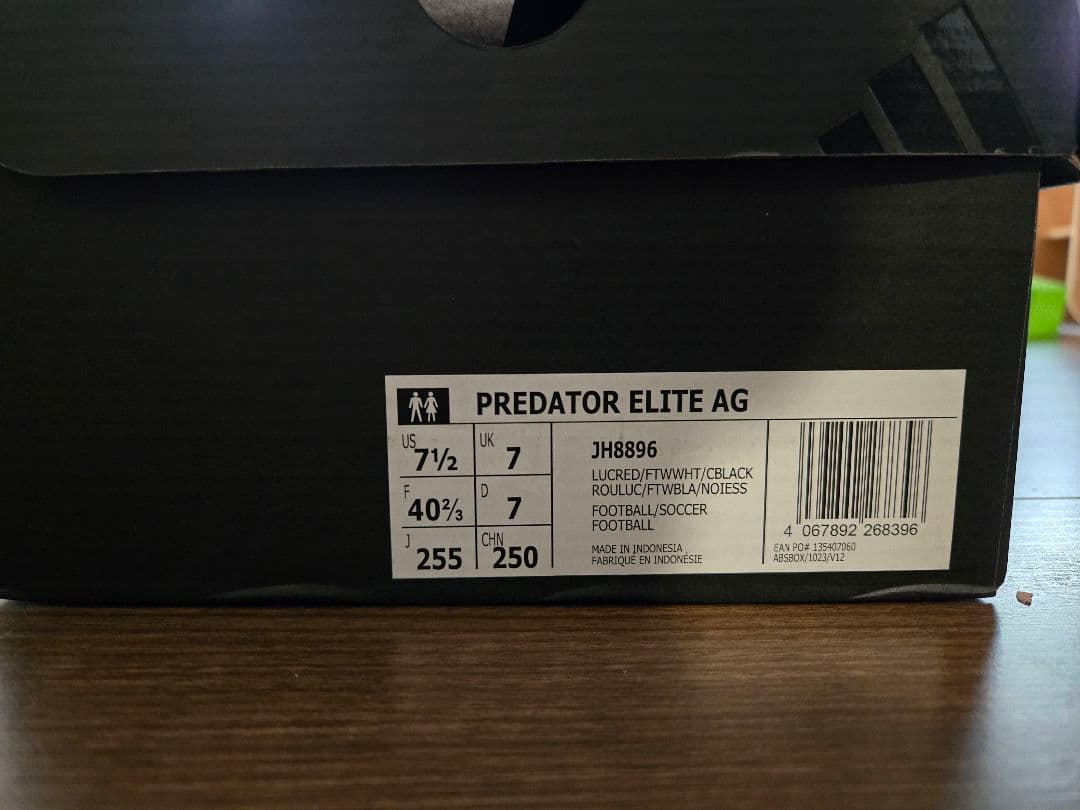 PREDATOR ELITE AG
US 7½
UK 7
F 40⅔
D 7
J 255
CHN 250
JH8896
LUCRED/FTWWHT/CBLACK
ROULUC/FTWBLA/NOIESS
FOOTBALL/SOCCER
FOOTBALL
MADE IN INDONESIA
FABRIQUÉ EN INDONÉSIE
4 067892 268396
EAN PO# 135407060
ABSBOX/1023/V12